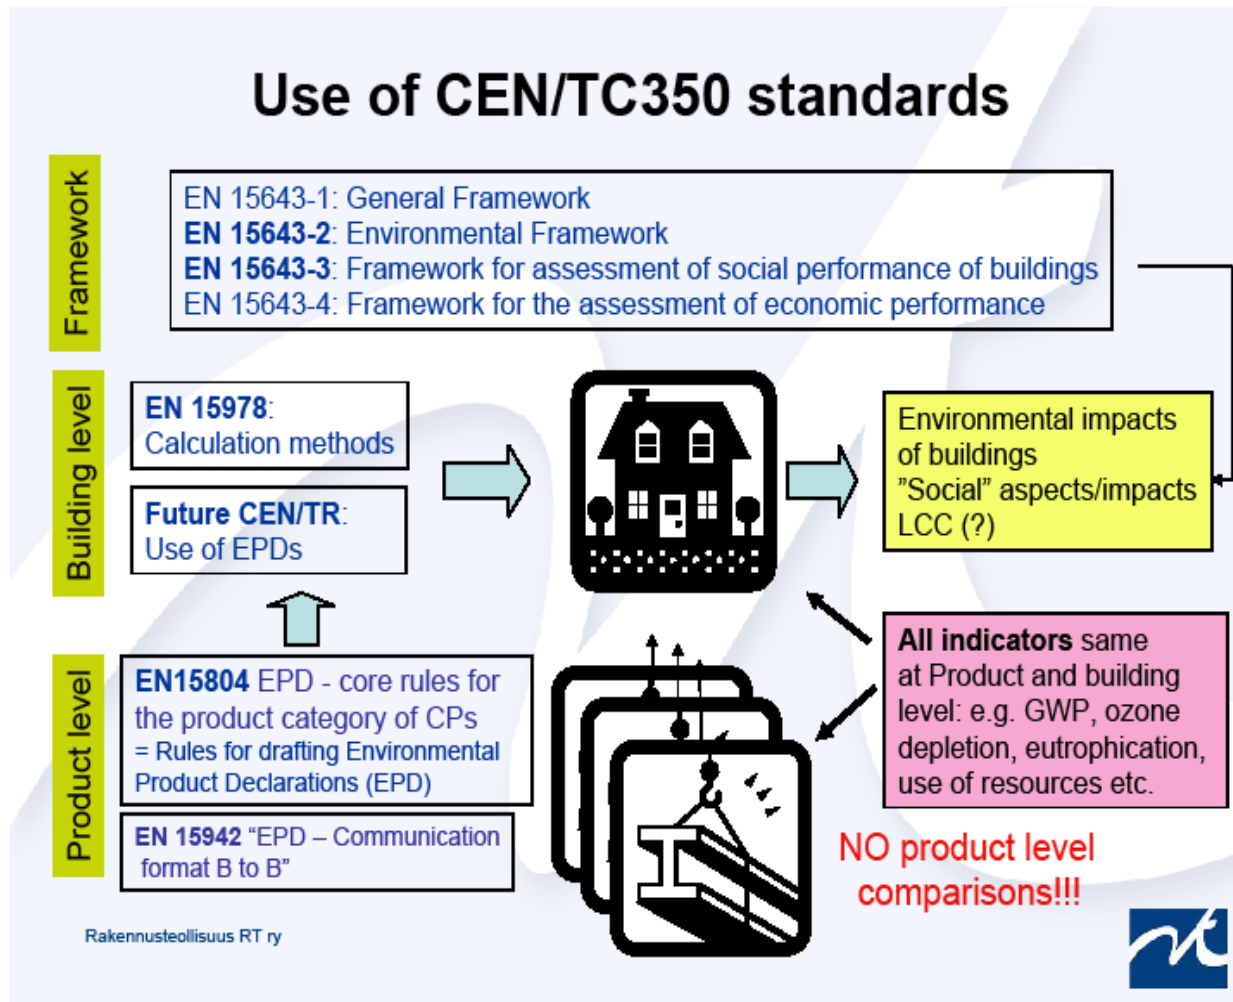 Use of CEN/TC350 standards
Framework
EN 15643-1: General Framework
EN 15643-2: Environmental Framework
EN 15643-3: Framework for assessment of social performance of buildings
EN 15643-4: Framework for the assessment of economic performance
Building level
EN 15978:
Calculation methods
Future CEN/TR:
Use of EPDs
Environmental impacts
of buildings
”Social” aspects/impacts
LCC (?)
Product level
EN15804 EPD - core rules for
the product category of CPs
= Rules for drafting Environmental
Product Declarations (EPD)
EN 15942 “EPD – Communication
format B to B”
All indicators same
at Product and building
level: e.g. GWP, ozone
depletion, eutrophication,
use of resources etc.
NO product level
comparisons!!!
Rakennusteollisuus RT ry
rt